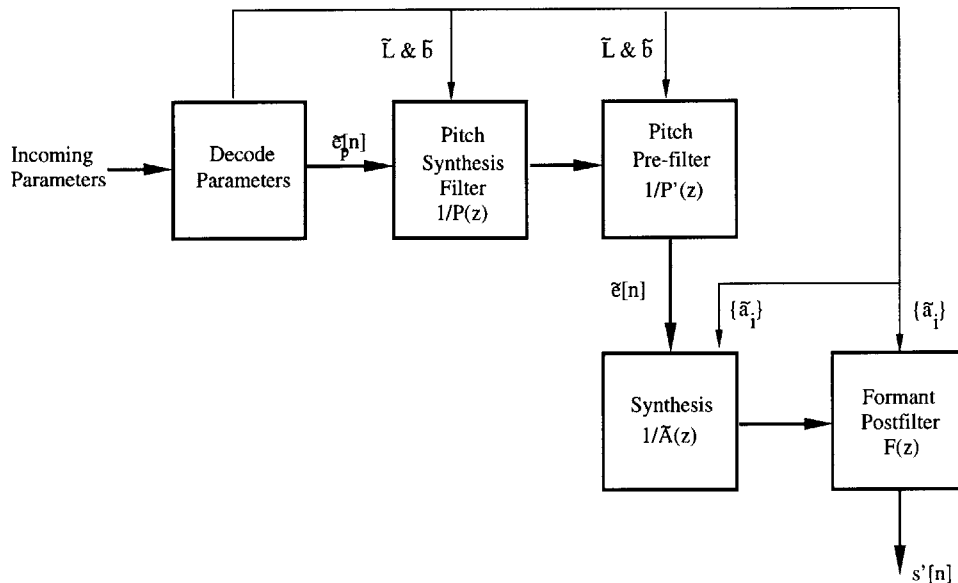 L̃ & b̃
L̃ & b̃
Incoming
Parameters
Decode
Parameters
ẽp[n]
Pitch
Synthesis
Filter
1/P(z)
Pitch
Pre-filter
1/P'(z)
ẽ[n]
{ãi}
{ãi}
Synthesis
1/Ã(z)
Formant
Postfilter
F(z)
s'[n]